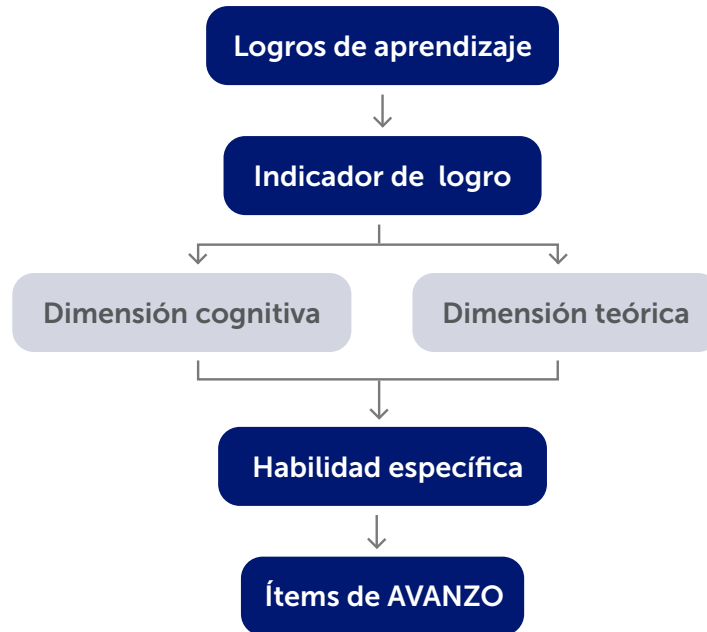 Logros de aprendizaje
Indicador de logro
Dimensión cognitiva
Dimensión teórica
Habilidad específica
Ítems de AVANZO